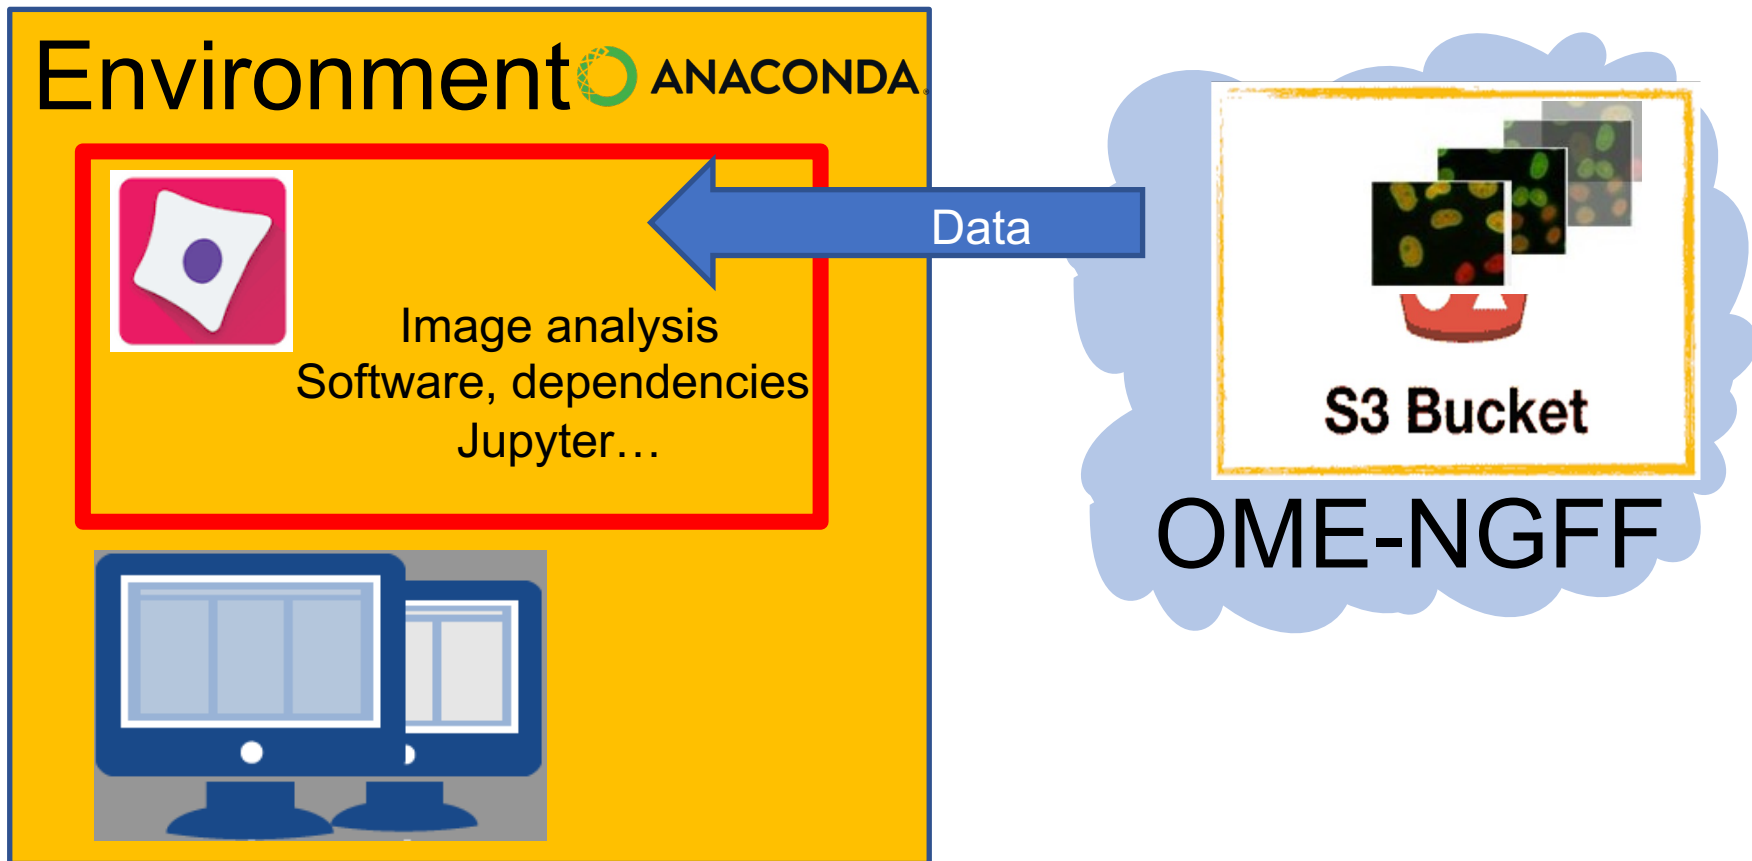 Environment ANACONDA
Data
Image analysis
Software, dependencies
Jupyter…
S3 Bucket
OME-NGFF